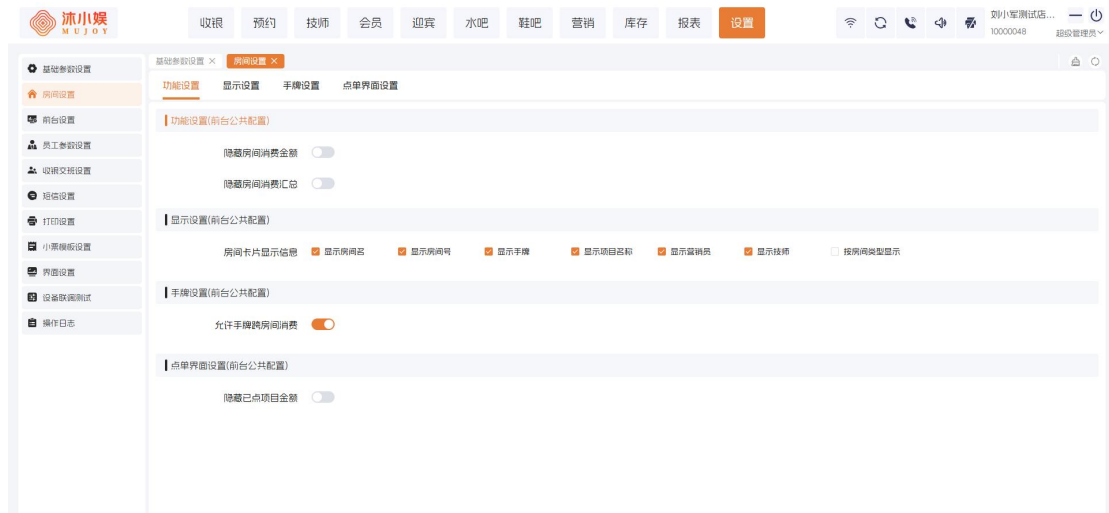 沐小娱
MUJOY
收银 预约 技师 会员 迎宾 水吧 鞋吧 营销 库存 报表 设置
刘小军测试店...
10000048 超级管理员
基础参数设置
房间设置
前台设置
员工参数设置
收银交班设置
短信设置
打印设置
小票模板设置
界面设置
设备联调测试
操作日志
基础参数设置 × 房间设置 ×
功能设置 显示设置 手牌设置 点单界面设置
功能设置(前台公共配置)
隐藏房间消费金额
隐藏房间消费汇总
显示设置(前台公共配置)
房间卡片显示信息 显示房间名 显示房间号 显示手牌 显示项目名称 显示营销员 显示技师 按房间类型显示
手牌设置(前台公共配置)
允许手牌跨房间消费
点单界面设置(前台公共配置)
隐藏已点项目金额